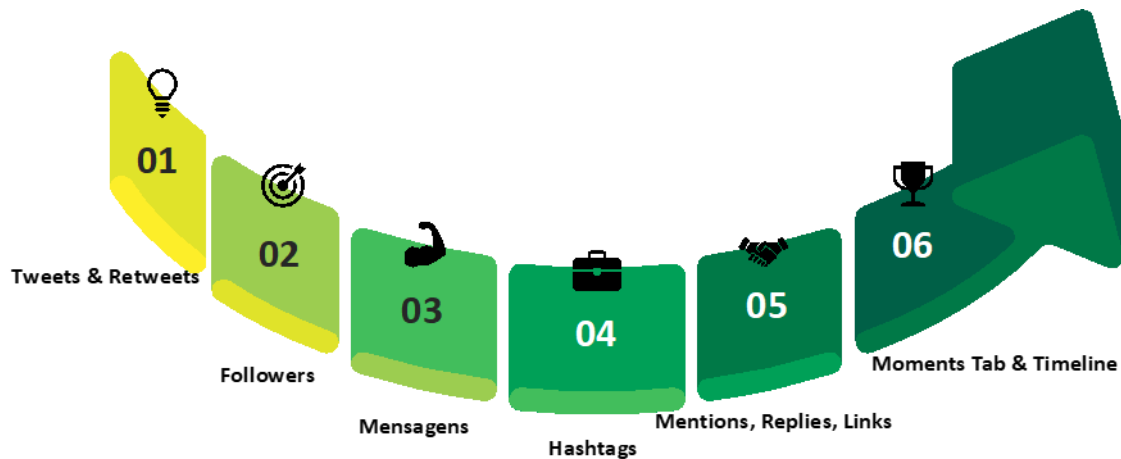 01
Tweets & Retweets
02
Followers
03
Mensagens
04
Hashtags
05
Mentions, Replies, Links
06
Moments Tab & Timeline